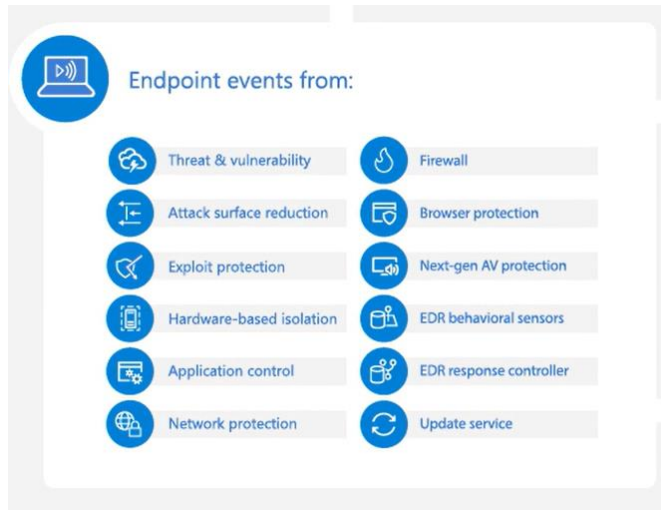 Endpoint events from:
Threat & vulnerability
Attack surface reduction
Exploit protection
Hardware-based isolation
Application control
Network protection
Firewall
Browser protection
Next-gen AV protection
EDR behavioral sensors
EDR response controller
Update service